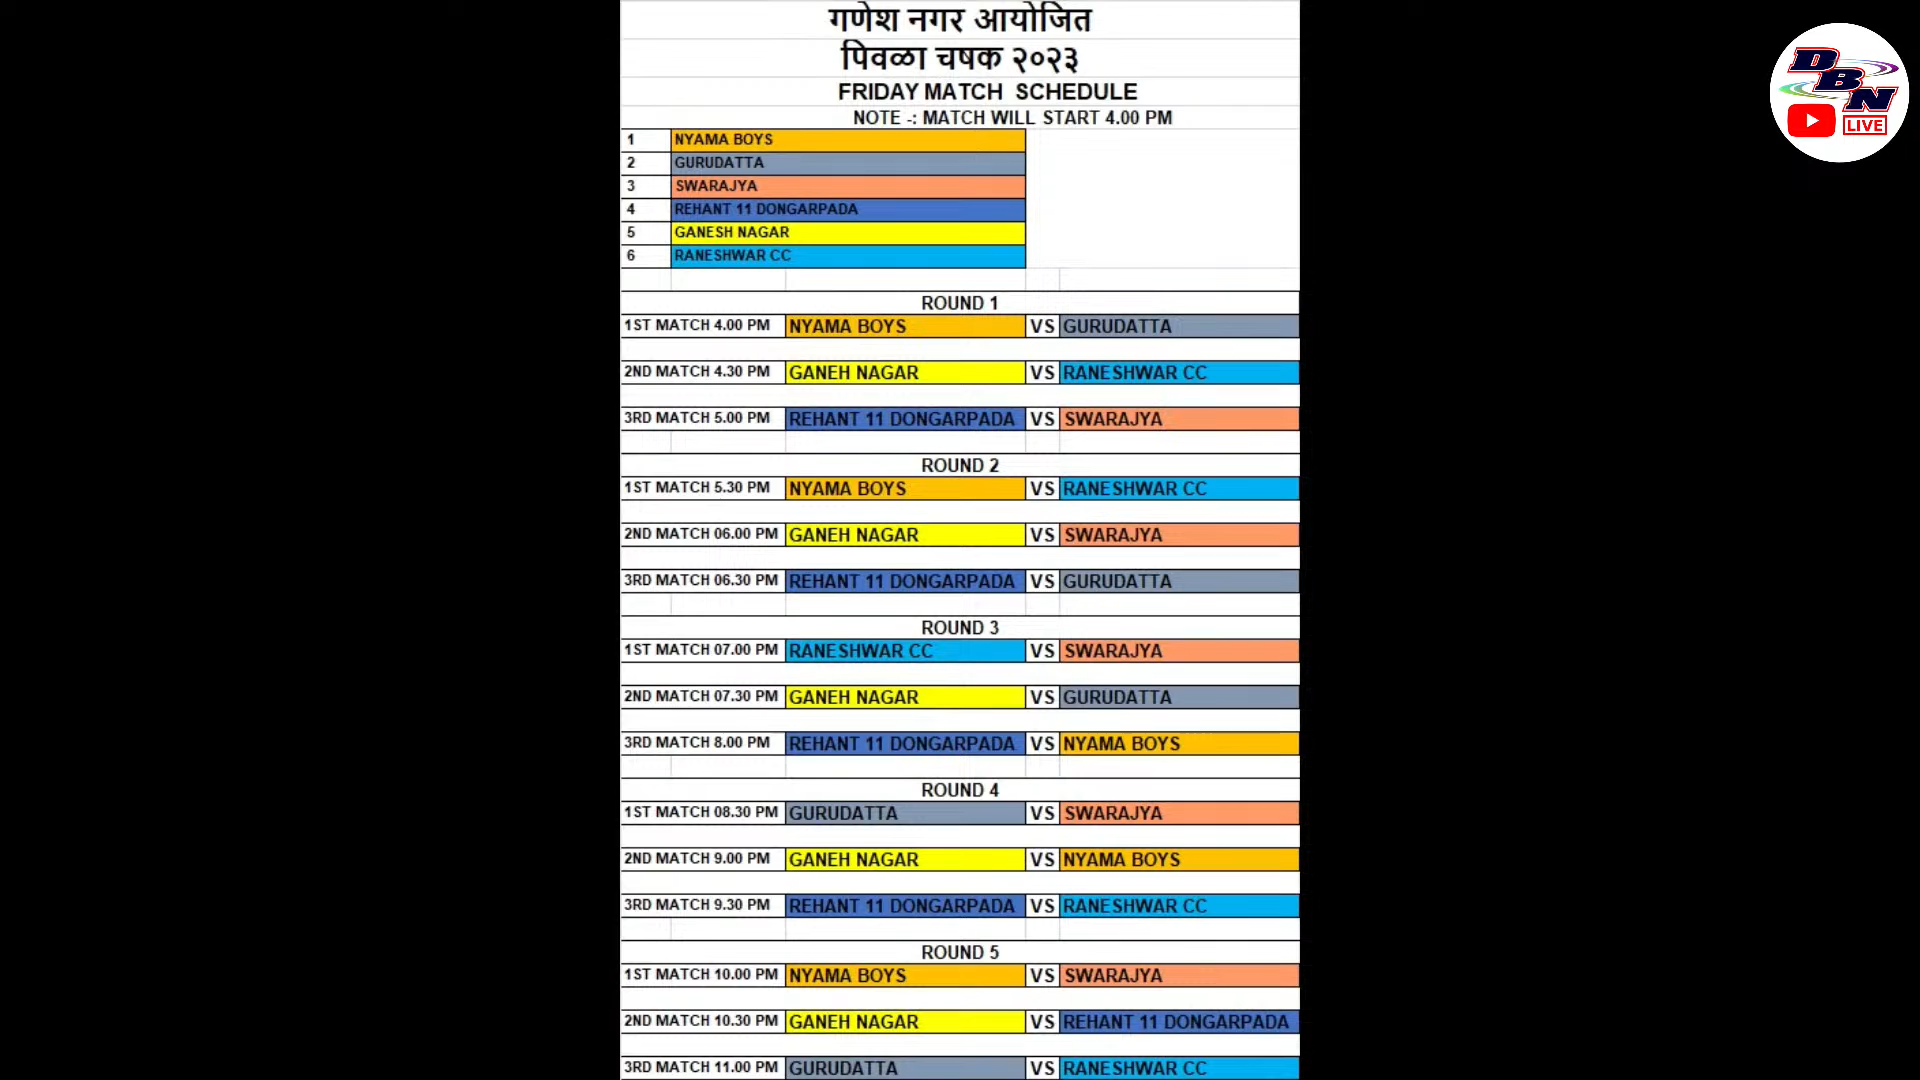 गणेश नगर आयोजित
पिवळा चषक २०२३
FRIDAY MATCH SCHEDULE
NOTE -: MATCH WILL START 4.00 PM
1 NYAMA BOYS
2 GURUDATTA
3 SWARAJYA
4 REHANT 11 DONGARPADA
5 GANESH NAGAR
6 RANESHWAR CC
ROUND 1
1ST MATCH 4.00 PM NYAMA BOYS VS GURUDATTA
2ND MATCH 4.30 PM GANEH NAGAR VS RANESHWAR CC
3RD MATCH 5.00 PM REHANT 11 DONGARPADA VS SWARAJYA
ROUND 2
1ST MATCH 5.30 PM NYAMA BOYS VS RANESHWAR CC
2ND MATCH 06.00 PM GANEH NAGAR VS SWARAJYA
3RD MATCH 06.30 PM REHANT 11 DONGARPADA VS GURUDATTA
ROUND 3
1ST MATCH 07.00 PM RANESHWAR CC VS SWARAJYA
2ND MATCH 07.30 PM GANEH NAGAR VS GURUDATTA
3RD MATCH 8.00 PM REHANT 11 DONGARPADA VS NYAMA BOYS
ROUND 4
1ST MATCH 08.30 PM GURUDATTA VS SWARAJYA
2ND MATCH 9.00 PM GANEH NAGAR VS NYAMA BOYS
3RD MATCH 9.30 PM REHANT 11 DONGARPADA VS RANESHWAR CC
ROUND 5
1ST MATCH 10.00 PM NYAMA BOYS VS SWARAJYA
2ND MATCH 10.30 PM GANEH NAGAR VS REHANT 11 DONGARPADA
3RD MATCH 11.00 PM GURUDATTA VS RANESHWAR CC
DBN
LIVE